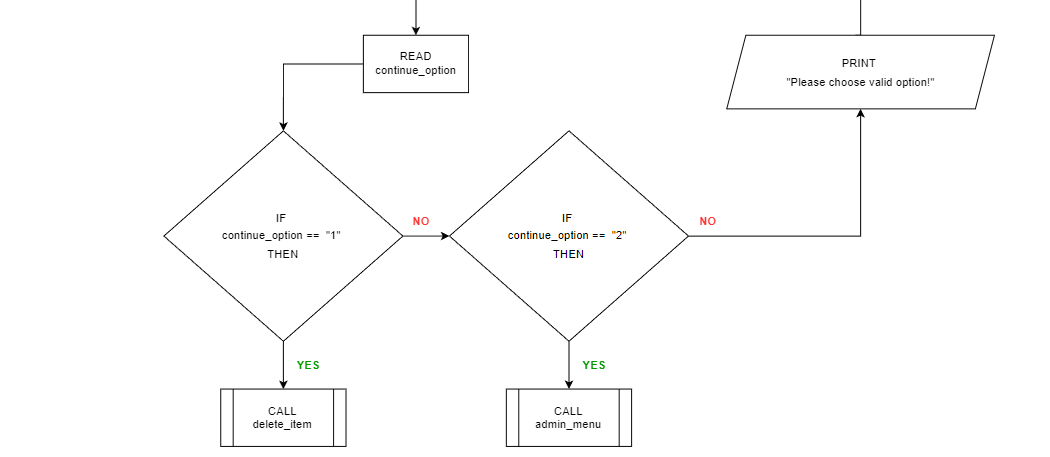 READ
continue_option
PRINT
"Please choose valid option!"
IF
continue_option == "1"
THEN
NO
IF
continue_option == "2"
THEN
NO
YES
YES
CALL
delete_item
CALL
admin_menu